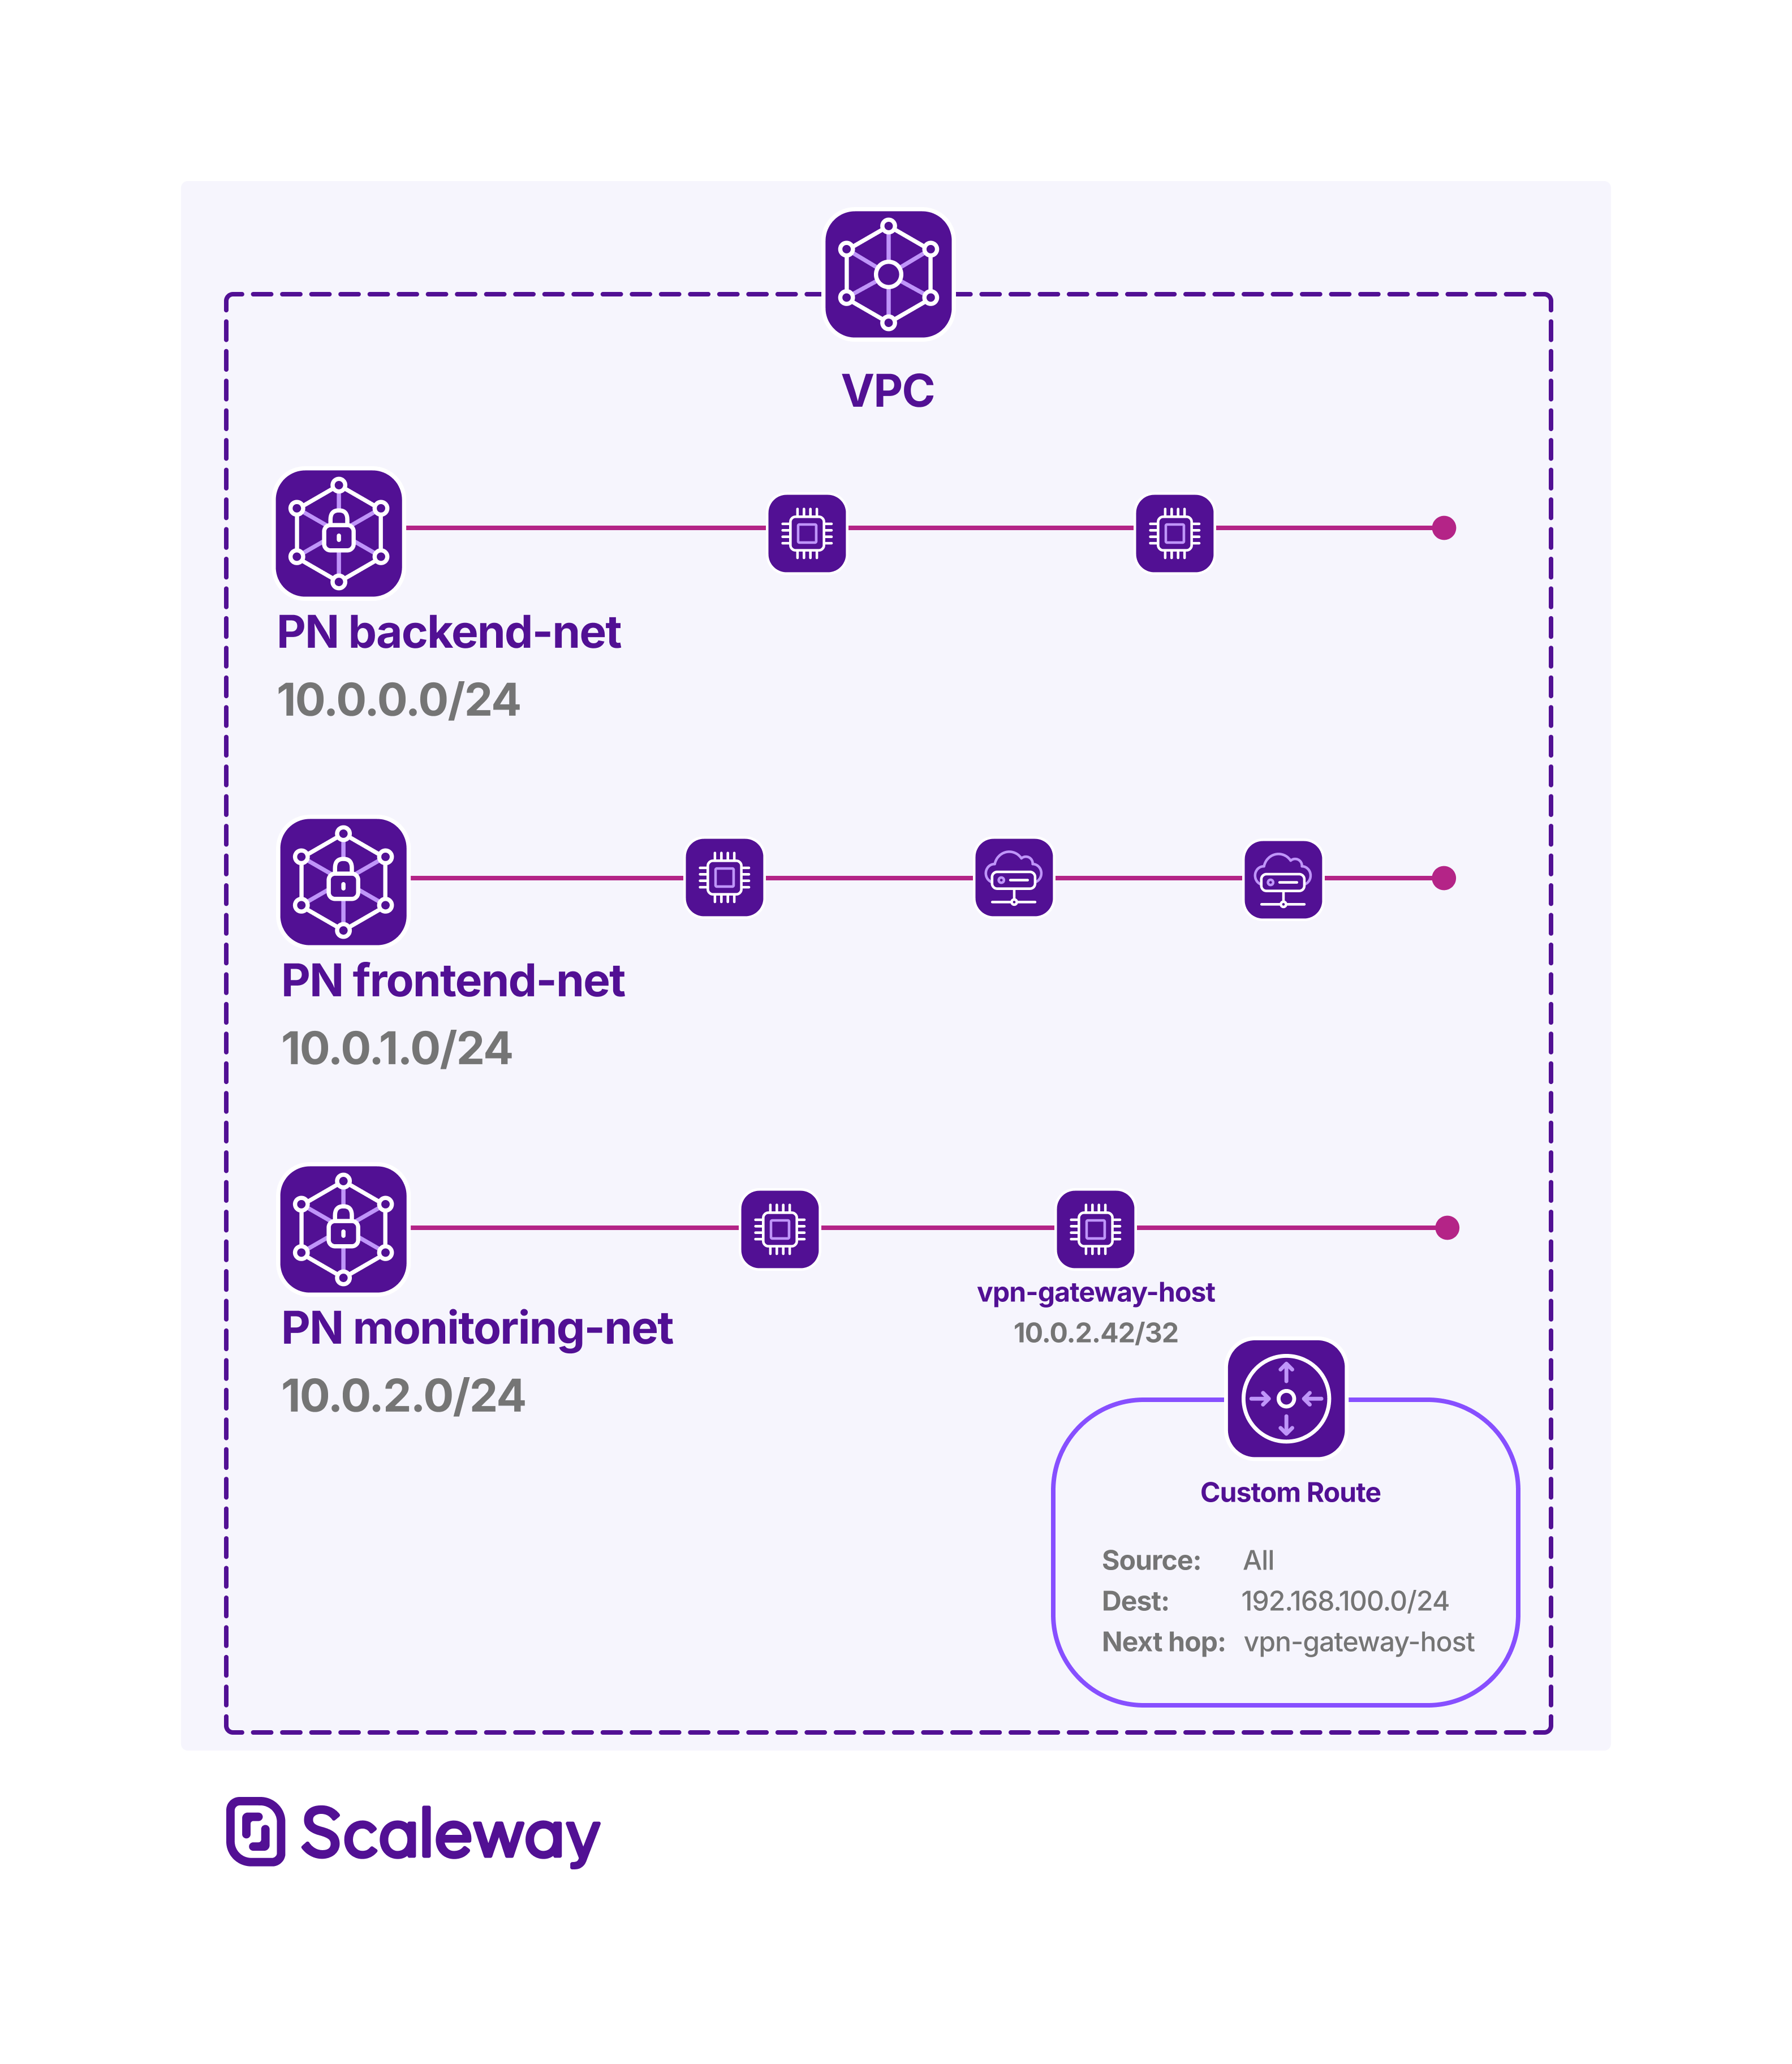 VPC
PN backend-net
10.0.0.0/24
PN frontend-net
10.0.1.0/24
PN monitoring-net
10.0.2.0/24
vpn-gateway-host
10.0.2.42/32
Custom Route
Source: All
Dest: 192.168.100.0/24
Next hop: vpn-gateway-host
Scaleway